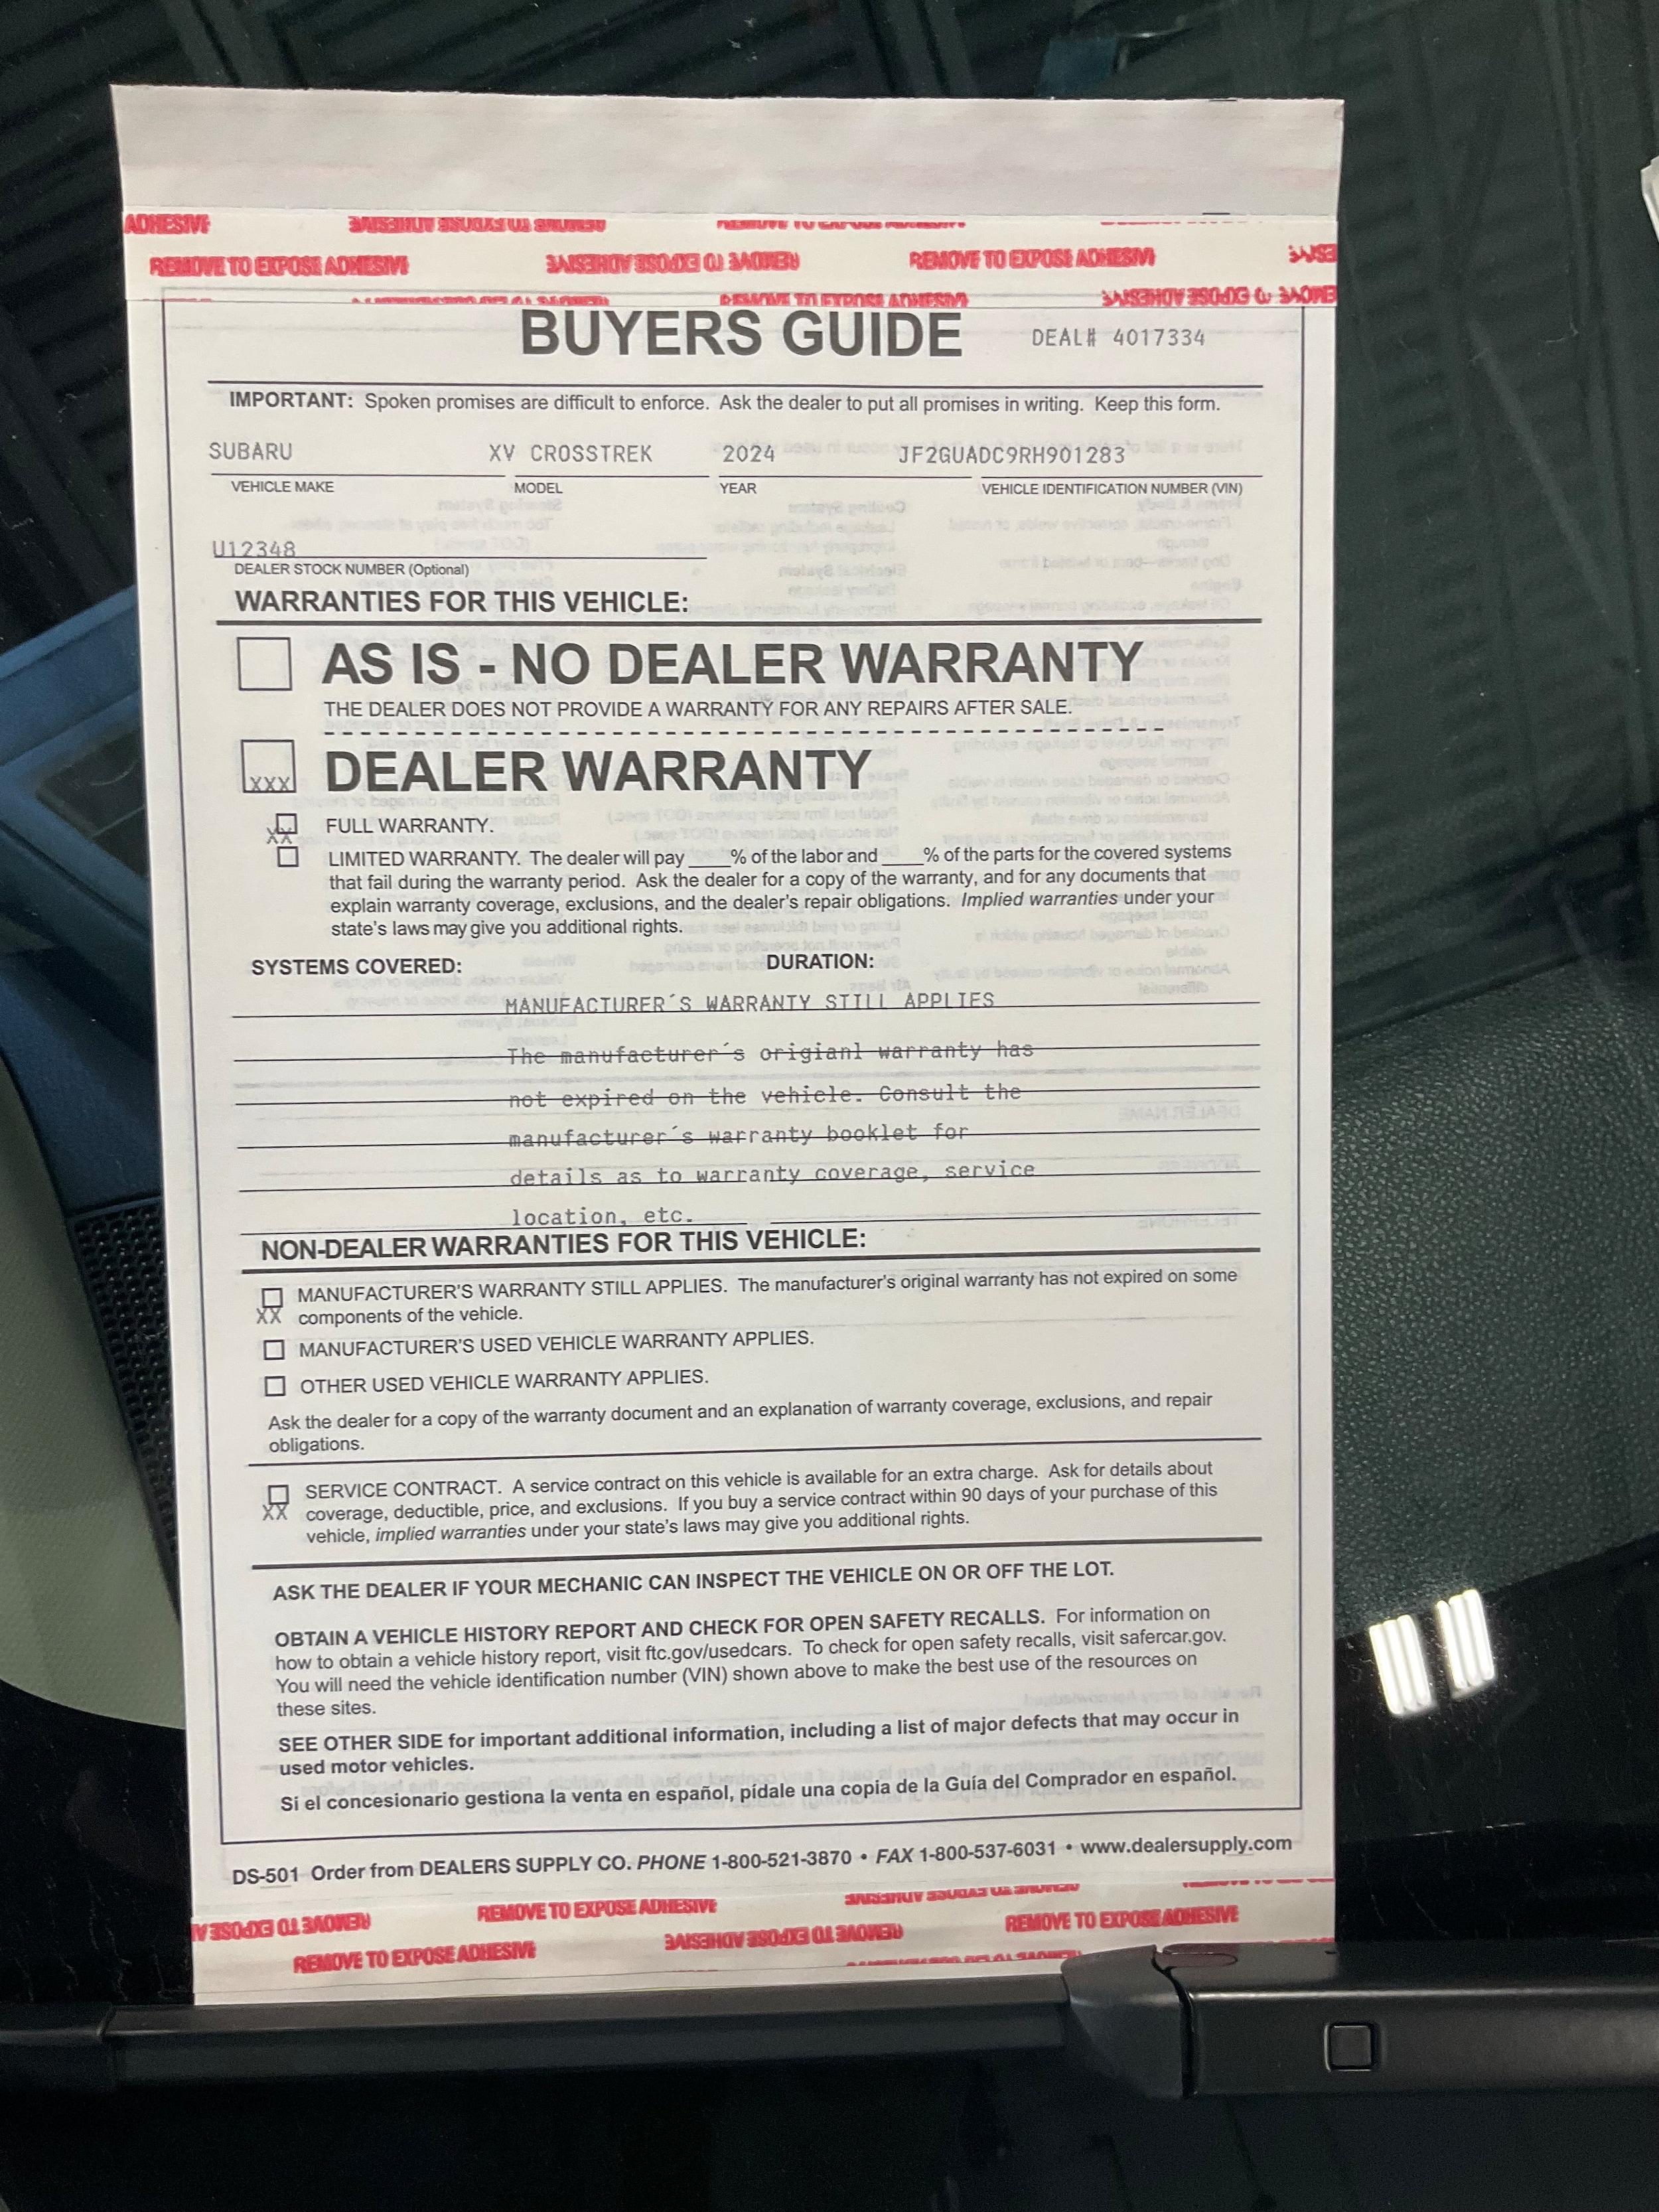 REMOVE TO EXPOSE ADHESIVE
REMOVE TO EXPOSE ADHESIVE
REMOVE TO EXPOSE ADHESIVE
BUYERS GUIDE
DEAL# 4017334
IMPORTANT: Spoken promises are difficult to enforce. Ask the dealer to put all promises in writing. Keep this form.
SUBARU XV CROSSTREK 2024 JF2GUADC9RH901283
VEHICLE MAKE MODEL YEAR VEHICLE IDENTIFICATION NUMBER (VIN)
U12348
DEALER STOCK NUMBER (Optional)
WARRANTIES FOR THIS VEHICLE:
AS IS - NO DEALER WARRANTY
THE DEALER DOES NOT PROVIDE A WARRANTY FOR ANY REPAIRS AFTER SALE.
XXX DEALER WARRANTY
XX FULL WARRANTY.
LIMITED WARRANTY. The dealer will pay ____% of the labor and ____% of the parts for the covered systems
that fail during the warranty period. Ask the dealer for a copy of the warranty, and for any documents that
explain warranty coverage, exclusions, and the dealer's repair obligations. Implied warranties under your
state's laws may give you additional rights.
SYSTEMS COVERED: DURATION:
MANUFACTURER´S WARRANTY STILL APPLIES
The manufacturer´s origianl warranty has
not expired on the vehicle. Consult the
manufacturer´s warranty booklet for
details as to warranty coverage, service
location, etc.
NON-DEALER WARRANTIES FOR THIS VEHICLE:
MANUFACTURER'S WARRANTY STILL APPLIES. The manufacturer's original warranty has not expired on some
XX components of the vehicle.
MANUFACTURER'S USED VEHICLE WARRANTY APPLIES.
OTHER USED VEHICLE WARRANTY APPLIES.
Ask the dealer for a copy of the warranty document and an explanation of warranty coverage, exclusions, and repair
obligations.
SERVICE CONTRACT. A service contract on this vehicle is available for an extra charge. Ask for details about
XX coverage, deductible, price, and exclusions. If you buy a service contract within 90 days of your purchase of this
vehicle, implied warranties under your state's laws may give you additional rights.
ASK THE DEALER IF YOUR MECHANIC CAN INSPECT THE VEHICLE ON OR OFF THE LOT.
OBTAIN A VEHICLE HISTORY REPORT AND CHECK FOR OPEN SAFETY RECALLS. For information on
how to obtain a vehicle history report, visit ftc.gov/usedcars. To check for open safety recalls, visit safercar.gov.
You will need the vehicle identification number (VIN) shown above to make the best use of the resources on
these sites.
SEE OTHER SIDE for important additional information, including a list of major defects that may occur in
used motor vehicles.
Si el concesionario gestiona la venta en español, pídale una copia de la Guía del Comprador en español.
DS-501 Order from DEALERS SUPPLY CO. PHONE 1-800-521-3870 • FAX 1-800-537-6031 • www.dealersupply.com
REMOVE TO EXPOSE ADHESIVE
REMOVE TO EXPOSE ADHESIVE
REMOVE TO EXPOSE ADHESIVE
REMOVE TO EXPOSE ADHESIVE
REMOVE TO EXPOSE ADHESIVE